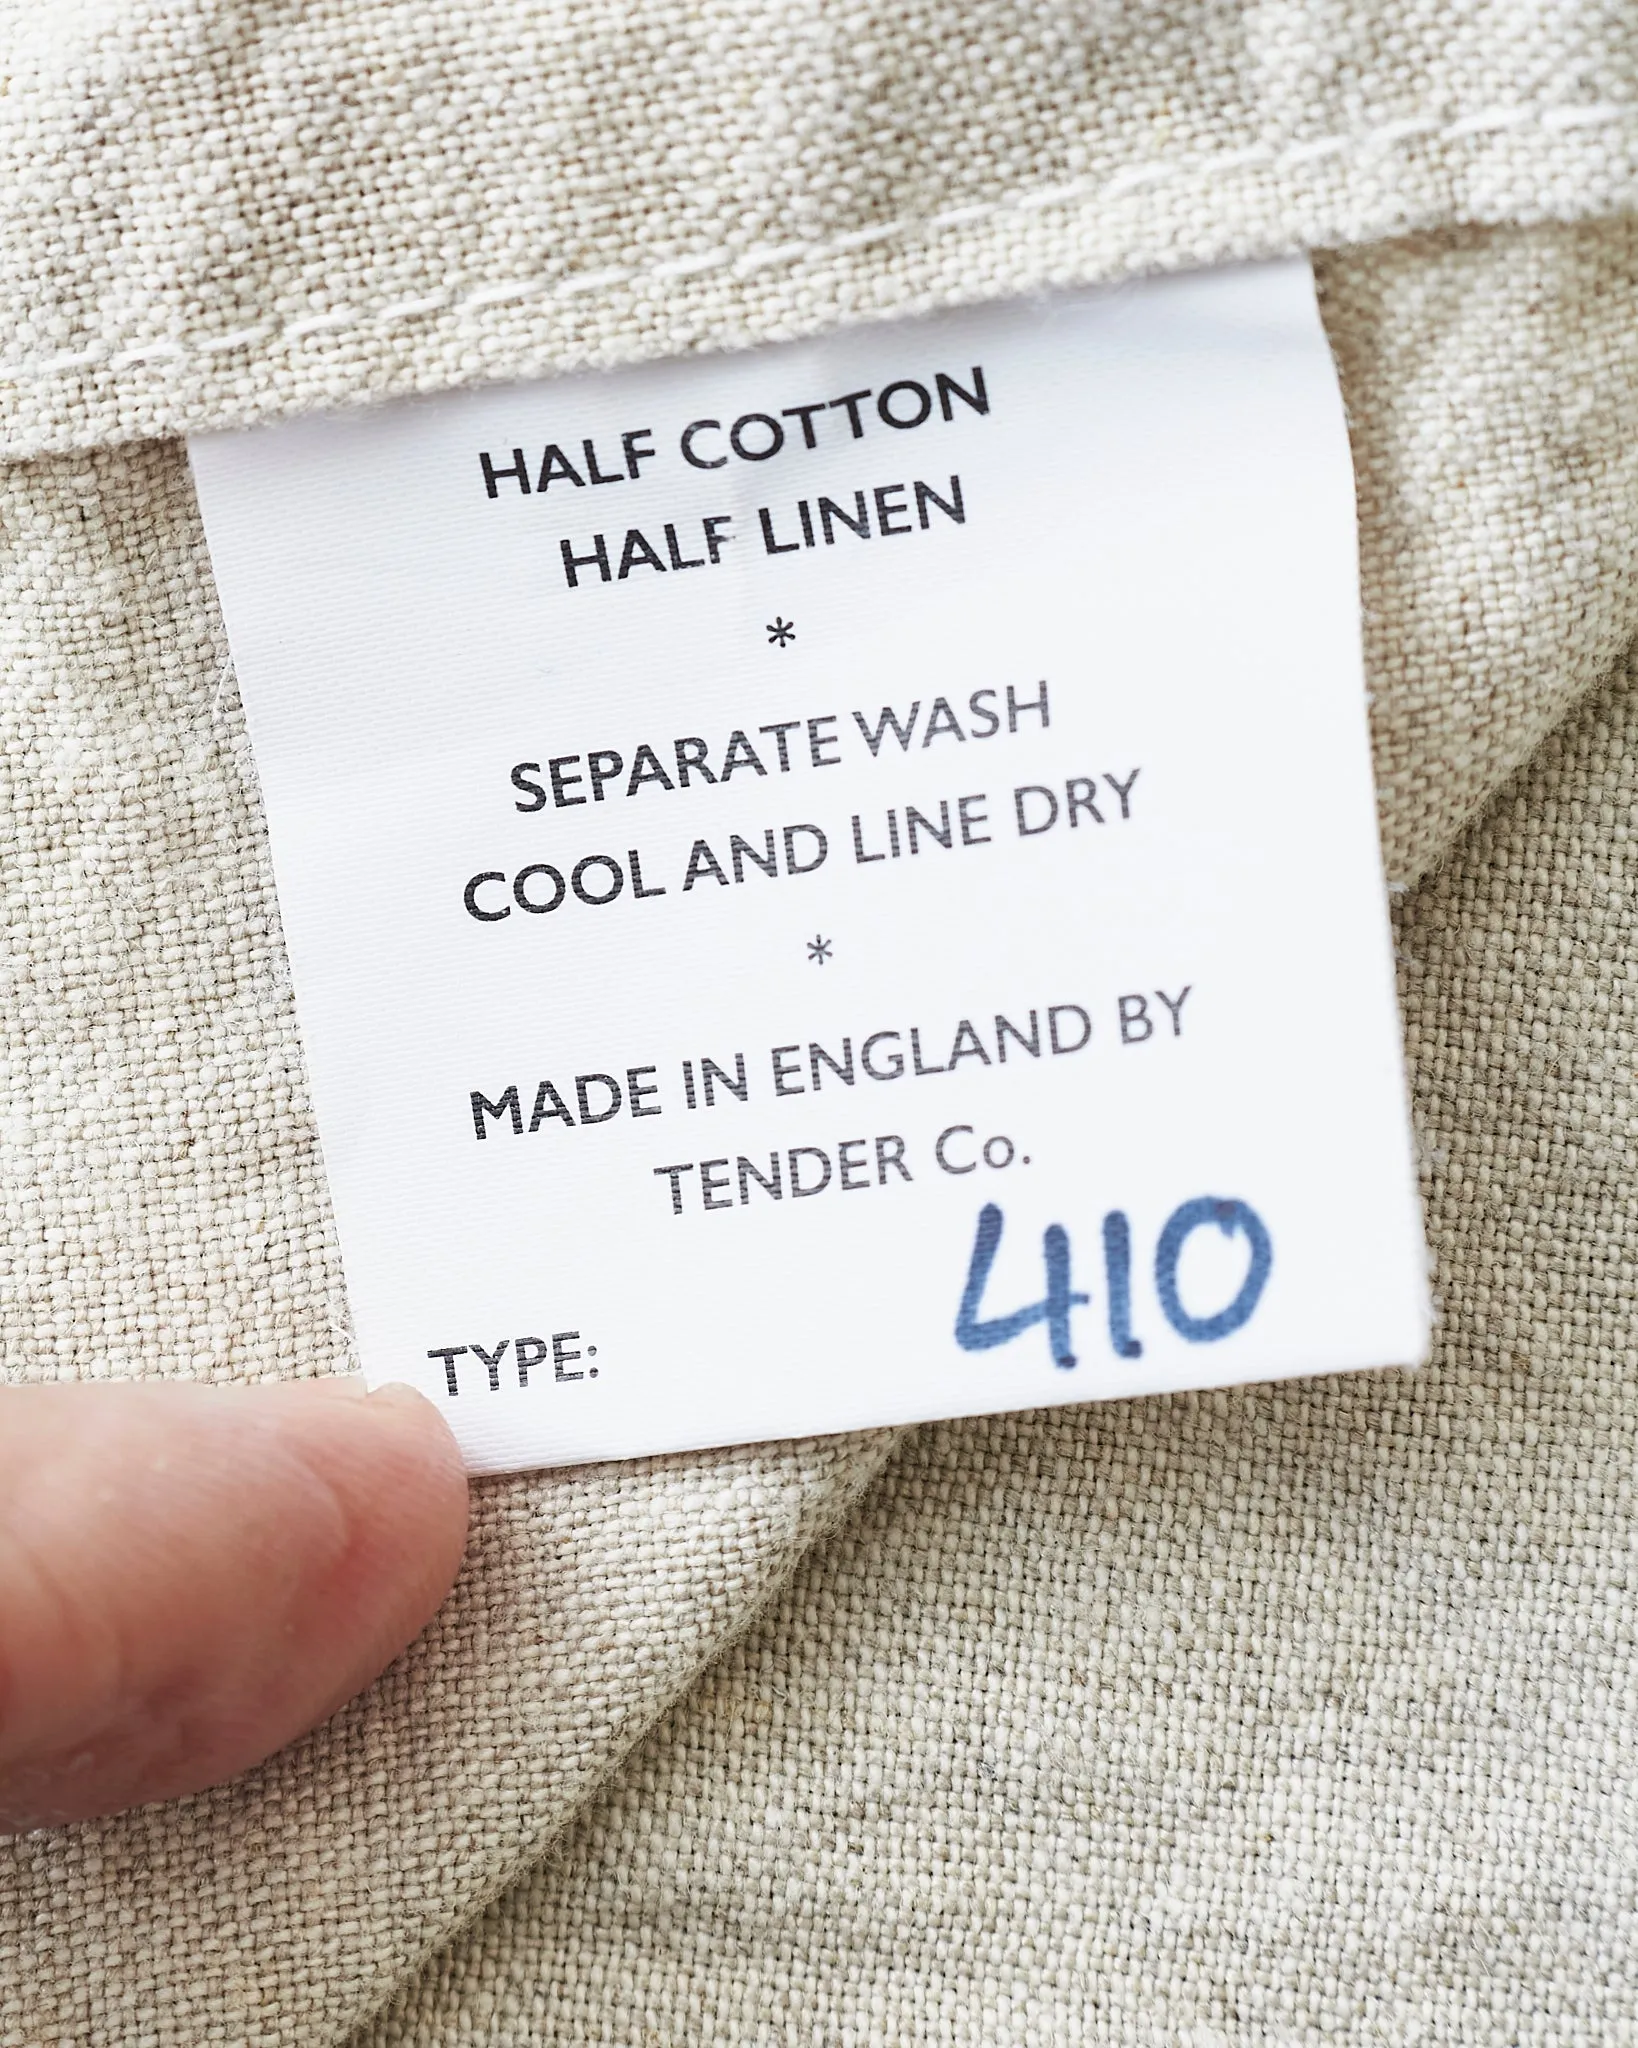 HALF COTTON
HALF LINEN
*
SEPARATE WASH
COOL AND LINE DRY
*
MADE IN ENGLAND BY
TENDER Co.
TYPE: 410